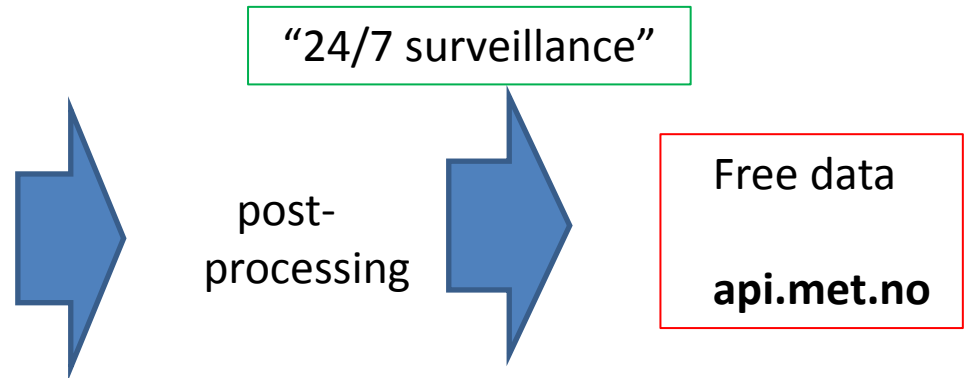 “24/7 surveillance”
post-
processing
Free data
api.met.no